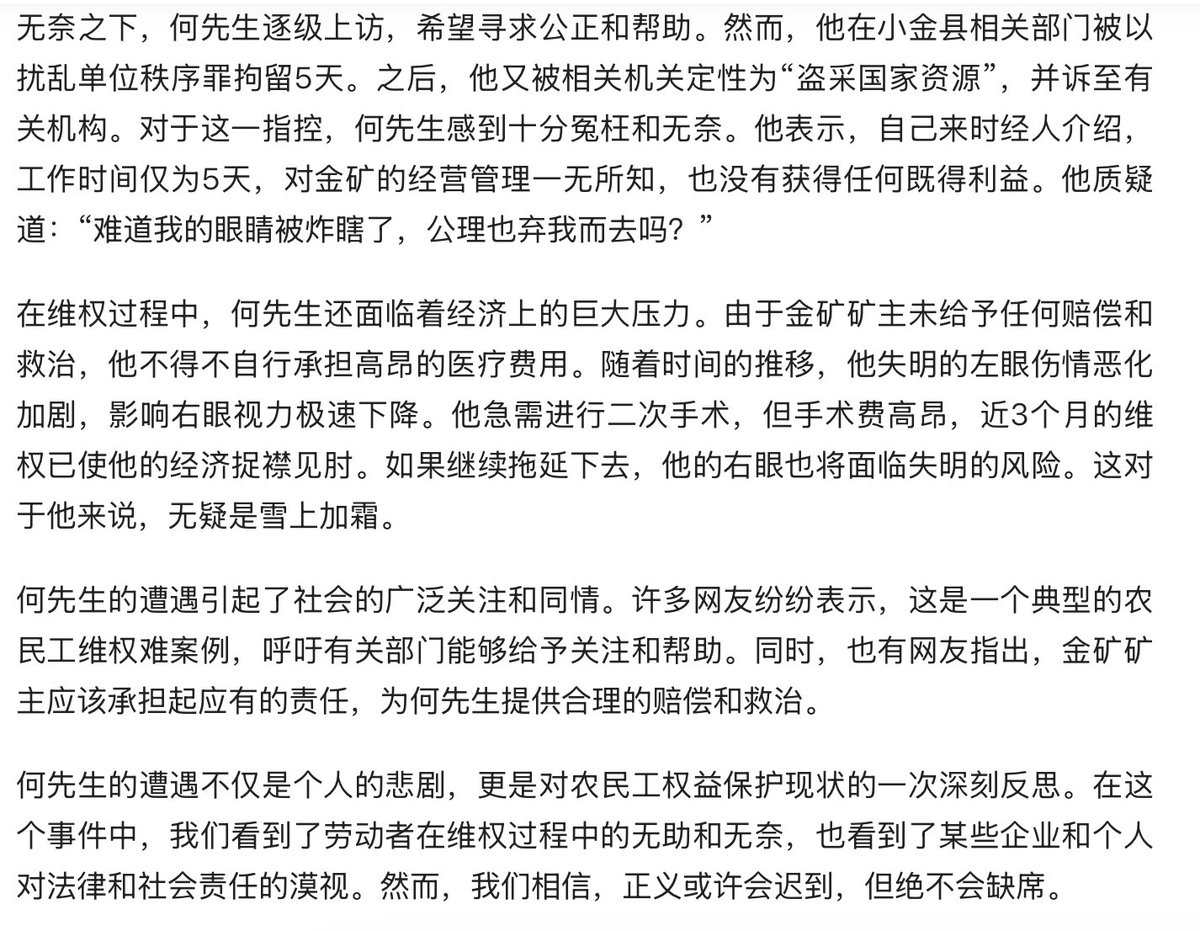 无奈之下，何先生逐级上访，希望寻求公正和帮助。然而，他在小金县相关部门被以
扰乱单位秩序罪拘留5天。之后，他又被相关机关定性为“盗采国家资源”，并诉至有
关机构。对于这一指控，何先生感到十分冤枉和无奈。他表示，自己来时经人介绍，
工作时间仅为5天，对金矿的经营管理一无所知，也没有获得任何既得利益。他质疑
道：“难道我的眼睛被炸瞎了，公理也弃我而去吗？”
在维权过程中，何先生还面临着经济上的巨大压力。由于金矿矿主未给予任何赔偿和
救治，他不得不自行承担高昂的医疗费用。随着时间的推移，他失明的左眼伤情恶化
加剧，影响右眼视力极速下降。他急需进行二次手术，但手术费高昂，近3个月的维
权已使他的经济捉襟见肘。如果继续拖延下去，他的右眼也将面临失明的风险。这对
于他来说，无疑是雪上加霜。
何先生的遭遇引起了社会的广泛关注和同情。许多网友纷纷表示，这是一个典型的农
民工维权难案例，呼吁有关部门能够给予关注和帮助。同时，也有网友指出，金矿矿
主应该承担起应有的责任，为何先生提供合理的赔偿和救治。
何先生的遭遇不仅是个人的悲剧，更是对农民工权益保护现状的一次深刻反思。在这
个事件中，我们看到了劳动者在维权过程中的无助和无奈，也看到了某些企业和个人
对法律和社会责任的漠视。然而，我们相信，正义或许会迟到，但绝不会缺席。